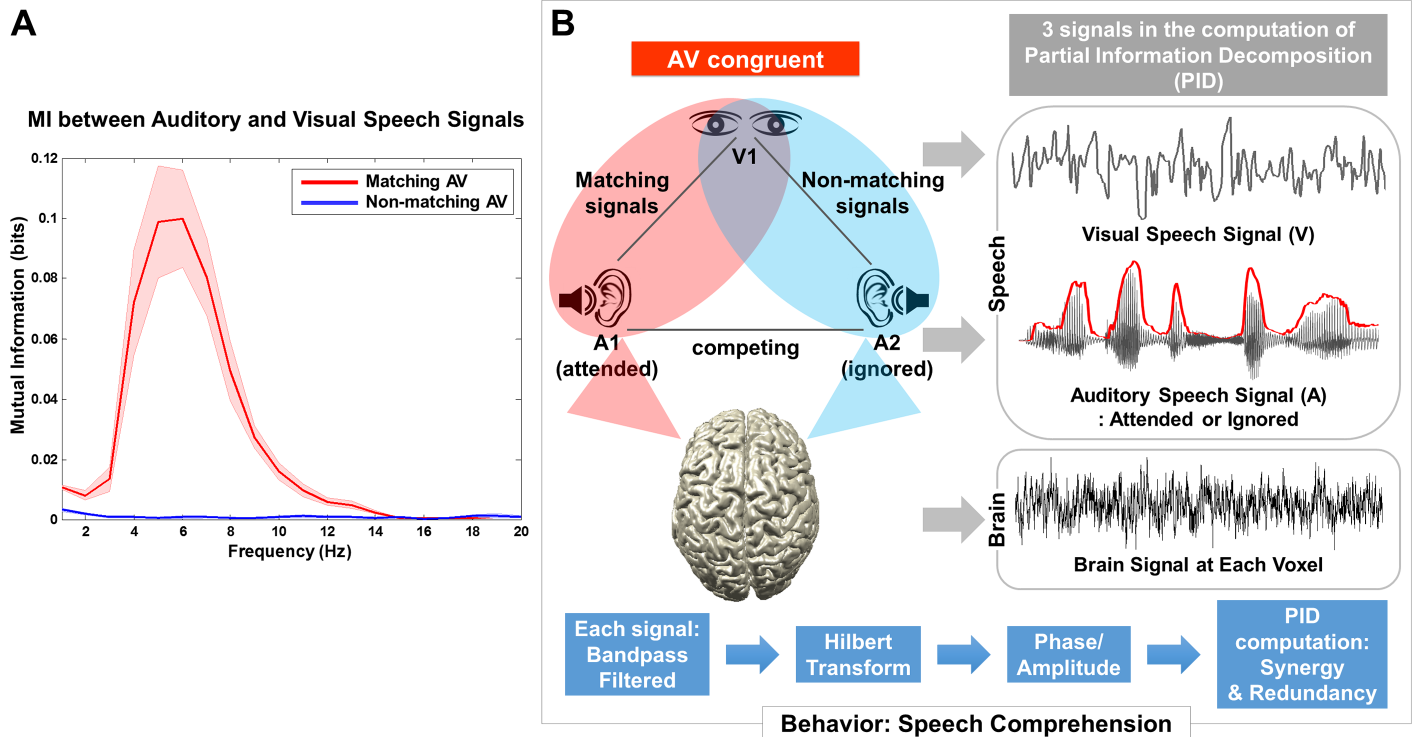 A
MI between Auditory and Visual Speech Signals
Mutual Information (bits)
0.12
0.1
0.08
0.06
0.04
0.02
0
Matching AV
Non-matching AV
2
4
6
8
10
12
14
16
18
20
Frequency (Hz)
B
AV congruent
V1
Matching
signals
Non-matching
signals
A1
(attended)
competing
A2
(ignored)
3 signals in the computation of
Partial Information Decomposition
(PID)
Speech
Visual Speech Signal (V)
Auditory Speech Signal (A)
: Attended or Ignored
Brain
Brain Signal at Each Voxel
Each signal:
Bandpass
Filtered
Hilbert
Transform
Phase/
Amplitude
PID
computation:
Synergy
& Redundancy
Behavior: Speech Comprehension